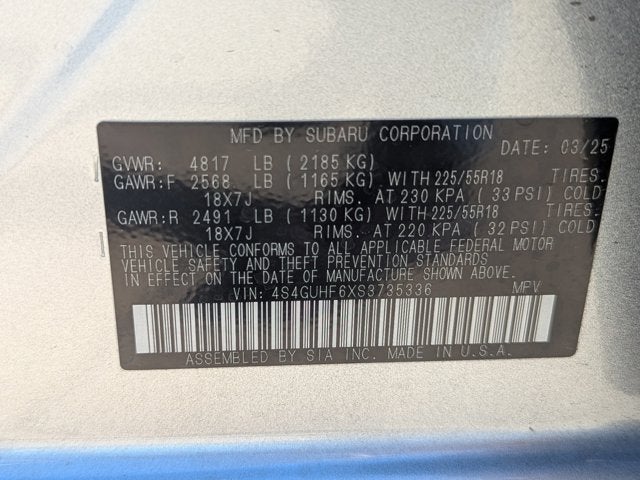 MFD BY SUBARU CORPORATION
DATE: 03/25
GVWR: 4817 LB (2185 KG)
GAWR:F 2568 LB (1165 KG) WITH 225/55R18 TIRES.
18X7J RIMS. AT 230 KPA (33 PSI) COLD
GAWR:R 2491 LB (1130 KG) WITH 225/55R18 TIRES.
18X7J RIMS. AT 220 KPA (32 PSI) COLD
THIS VEHICLE CONFORMS TO ALL APPLICABLE FEDERAL MOTOR
VEHICLE SAFETY AND THEFT PREVENTION STANDARDS
IN EFFECT ON THE DATE OF MANUFACTURE SHOWN ABOVE.
VIN: 4S4GUHF6XS3735336 MPV
ASSEMBLED BY SIA INC. MADE IN U.S.A.